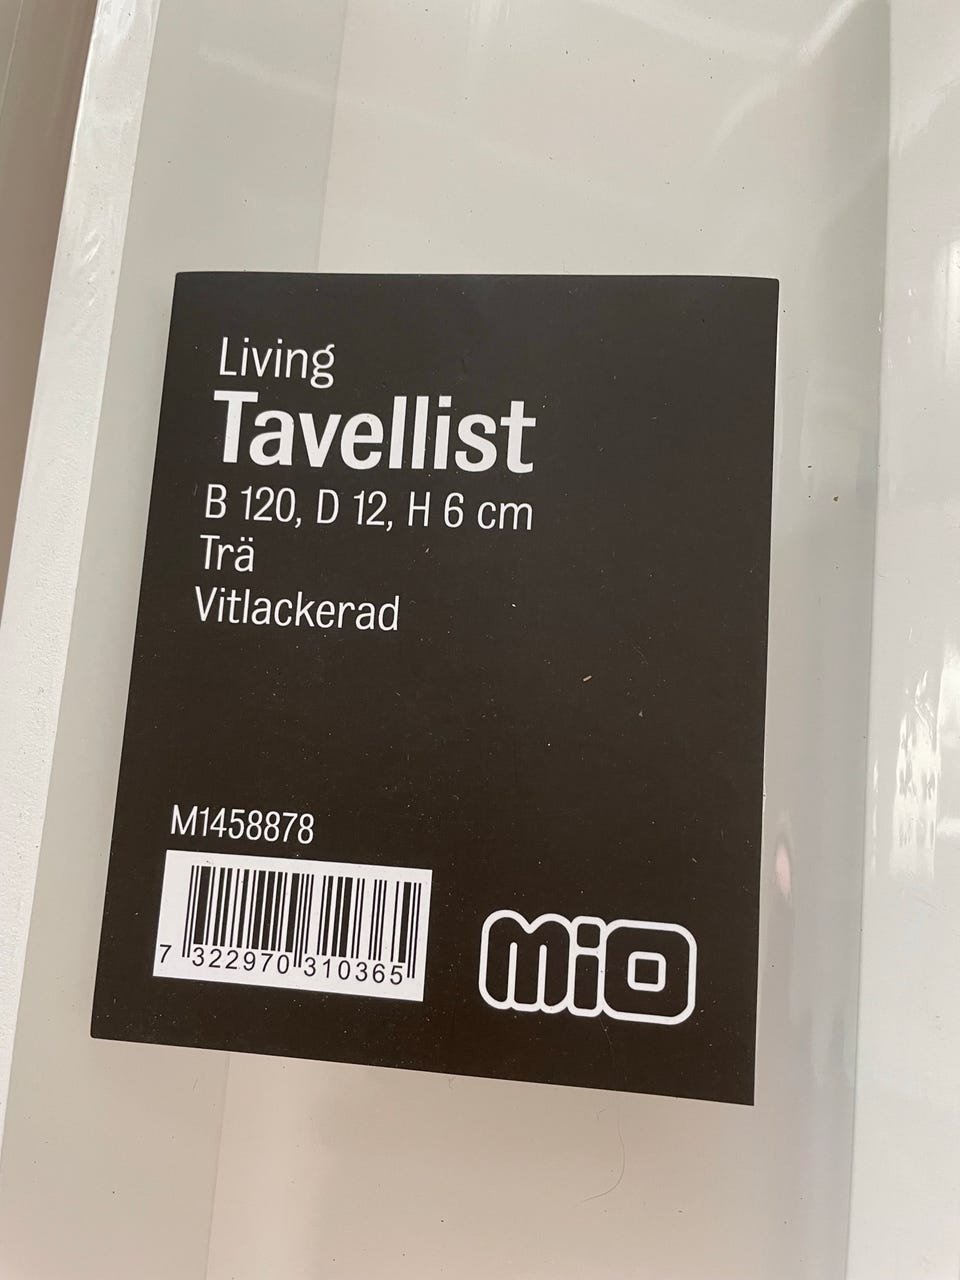 Living
Tavellist
B 120, D 12, H 6 cm
Trä
Vitlackerad
M1458878
7 322970 310365
mio